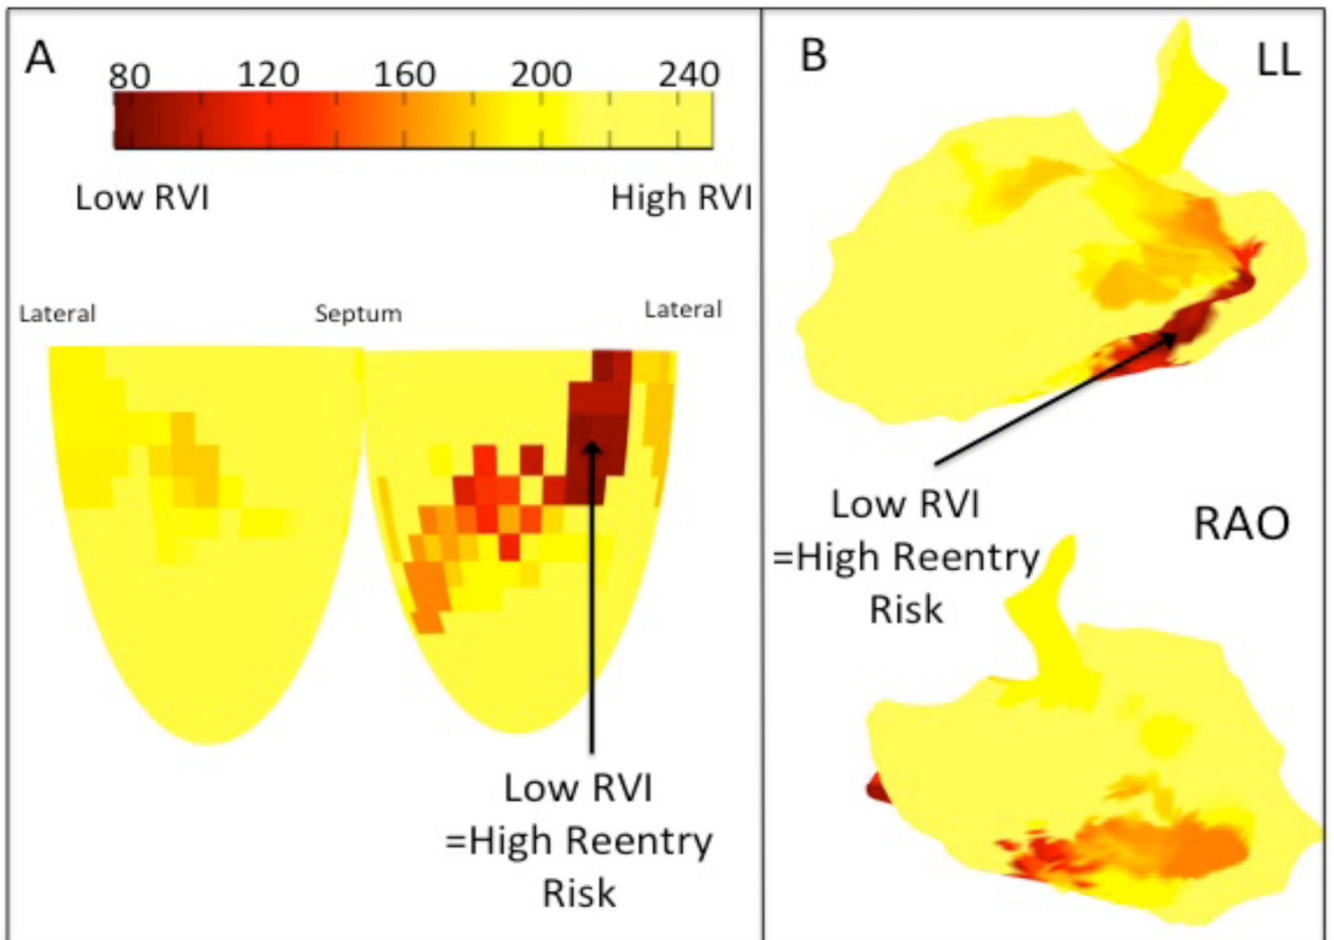 A
80 120 160 200 240
Low RVI High RVI
Lateral Septum Lateral
Low RVI
=High Reentry
Risk
B
LL
Low RVI
=High Reentry
Risk
RAO